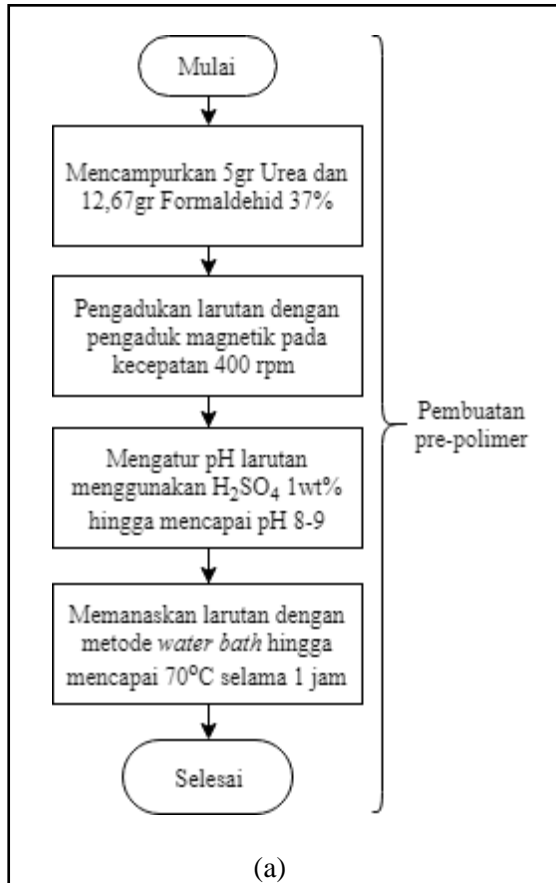 Mulai
Mencampurkan 5gr Urea dan
12,67gr Formaldehid 37%
Pengadukan larutan dengan
pengaduk magnetik pada
kecepatan 400 rpm
Mengatur pH larutan
menggunakan H₂SO₄ 1wt%
hingga mencapai pH 8-9
Memanaskan larutan dengan
metode water bath hingga
mencapai 70°C selama 1 jam
Selesai
Pembuatan
pre-polimer
(a)